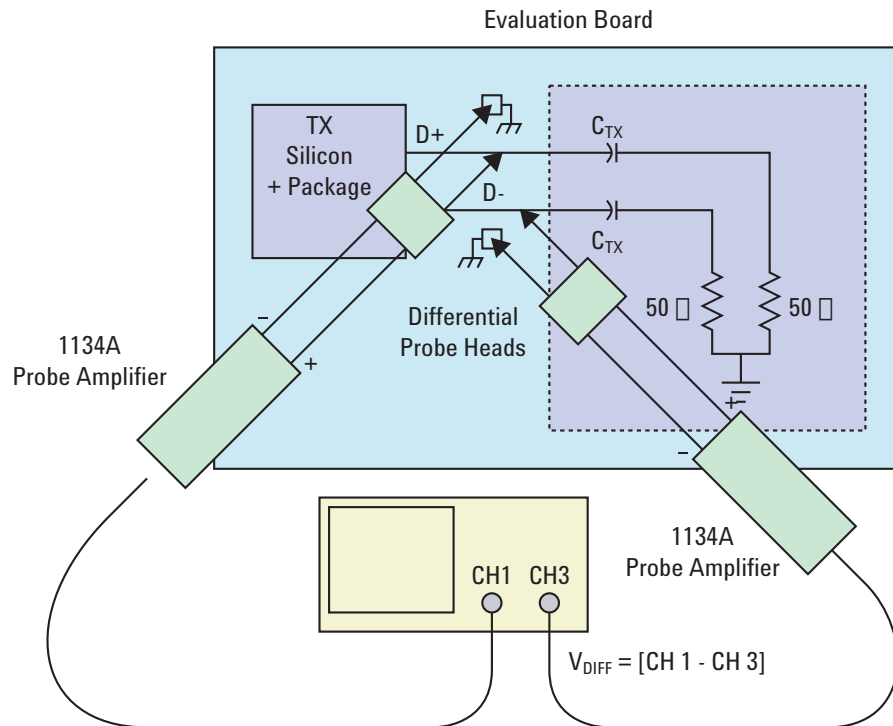 Evaluation Board
TX
Silicon
+ Package
D+
D-
CTX
CTX
50 □
50 □
Differential
Probe Heads
1134A
Probe Amplifier
–
+
+
–
1134A
Probe Amplifier
CH1 CH3
VDIFF = [CH 1 - CH 3]